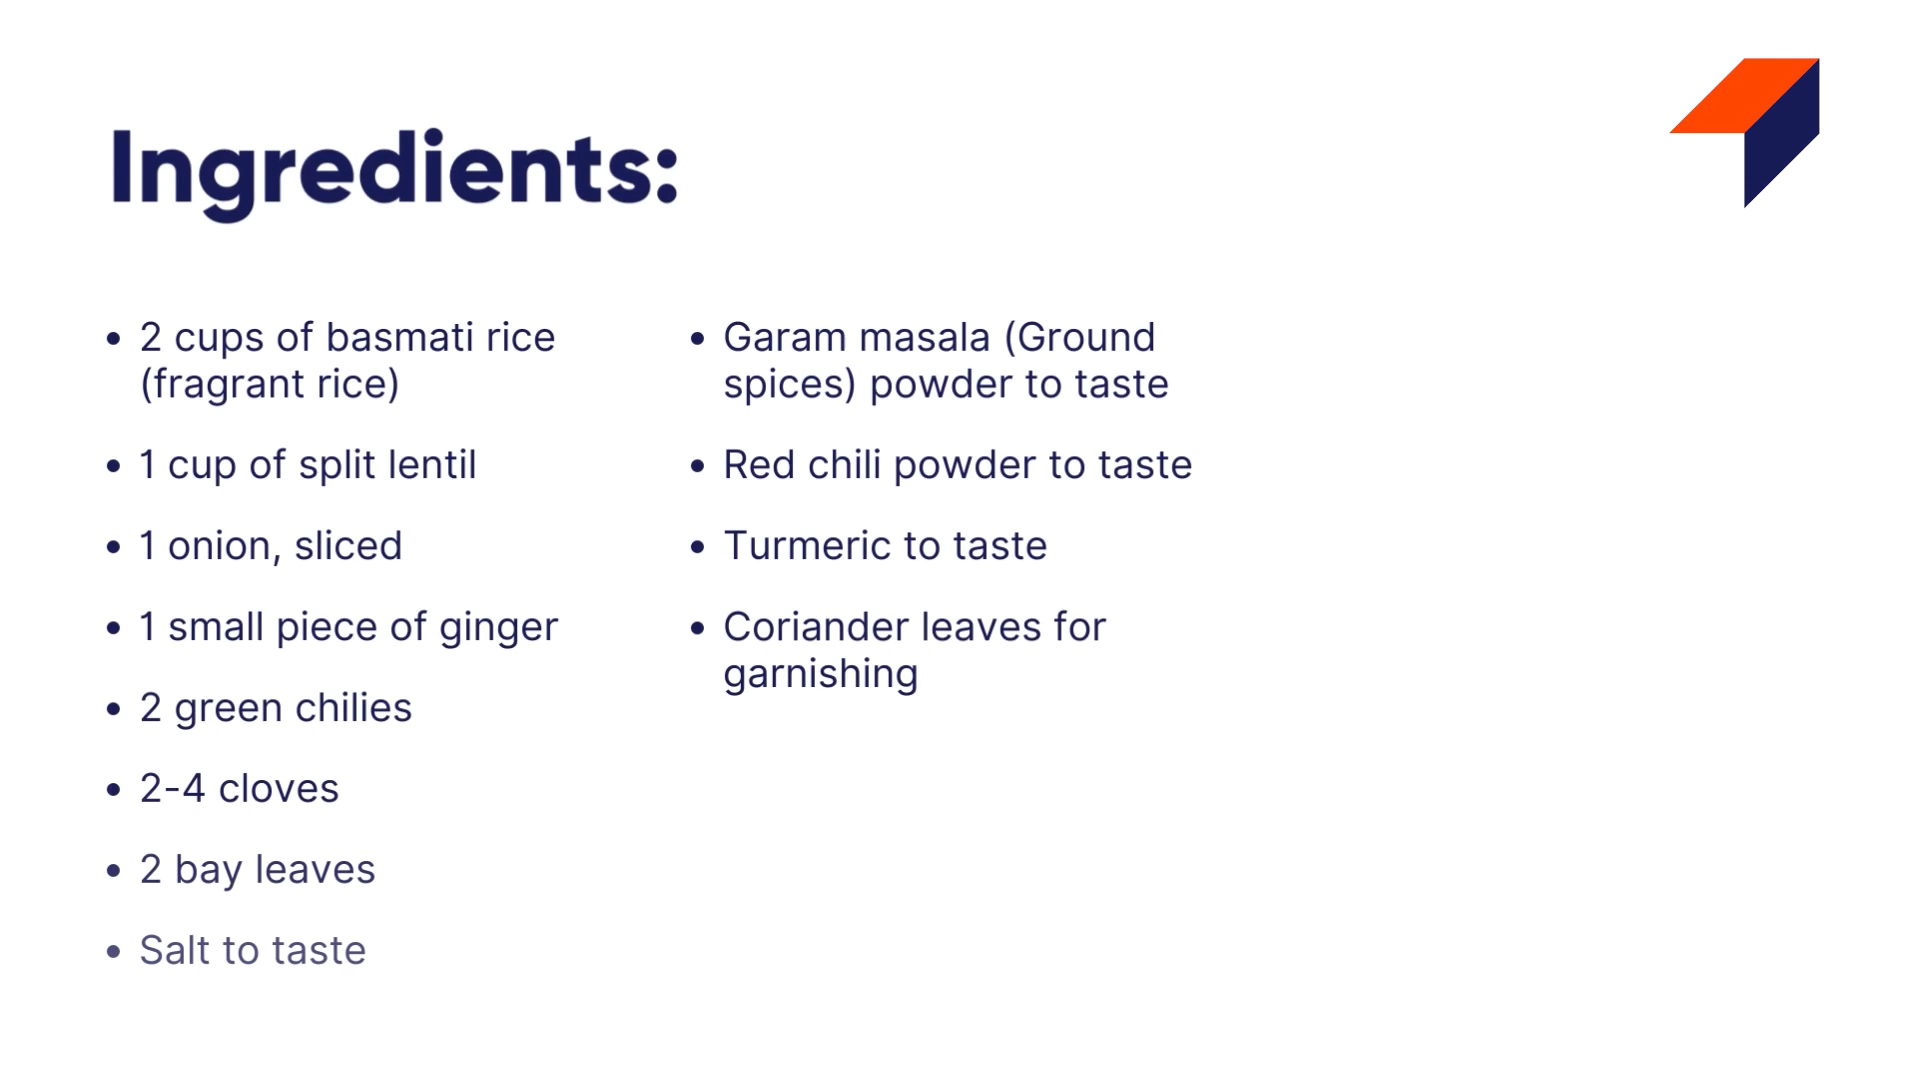 Ingredients:
• 2 cups of basmati rice
(fragrant rice)
• 1 cup of split lentil
• 1 onion, sliced
• 1 small piece of ginger
• 2 green chilies
• 2-4 cloves
• 2 bay leaves
• Salt to taste
• Garam masala (Ground
spices) powder to taste
• Red chili powder to taste
• Turmeric to taste
• Coriander leaves for
garnishing